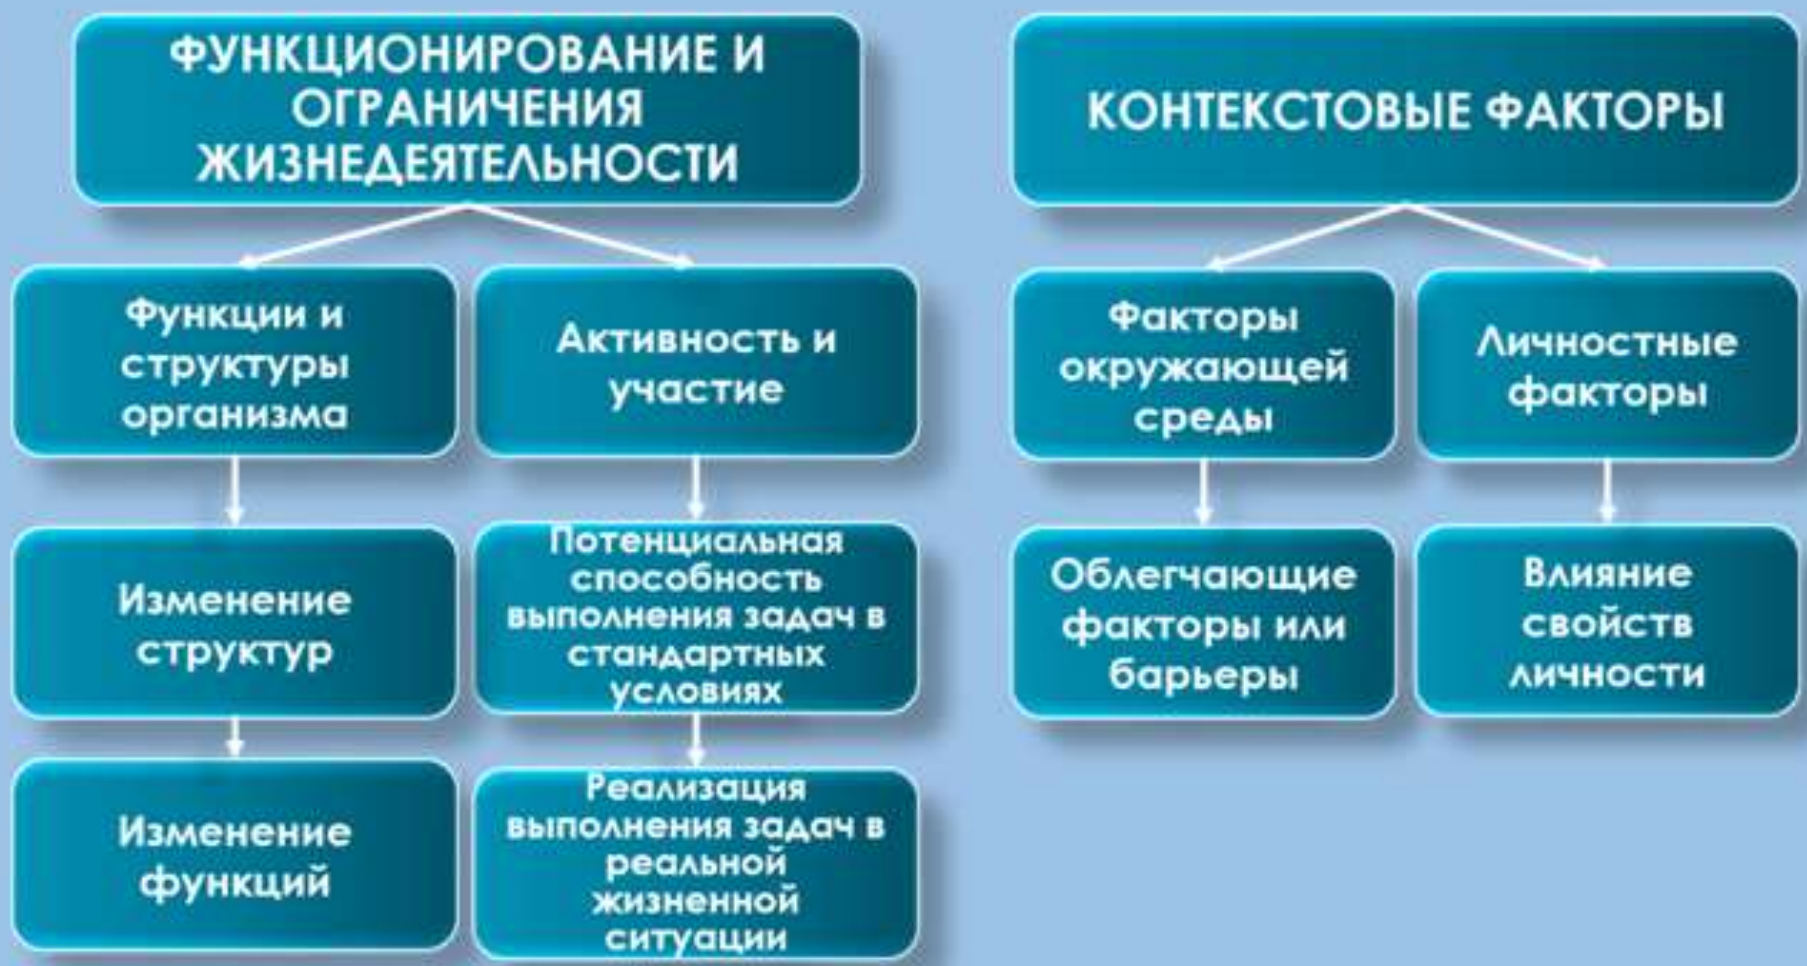 ФУНКЦИОНИРОВАНИЕ И
ОГРАНИЧЕНИЯ
ЖИЗНЕДЕЯТЕЛЬНОСТИ
КОНТЕКСТОВЫЕ ФАКТОРЫ
Функции и
структуры
организма
Активность и
участие
Факторы
окружающей
среды
Личностные
факторы
Изменение
структур
Потенциальная
способность
выполнения задач в
стандартных
условиях
Облегчающие
факторы или
барьеры
Влияние
свойств
личности
Изменение
функций
Реализация
выполнения задач в
реальной
жизненной
ситуации